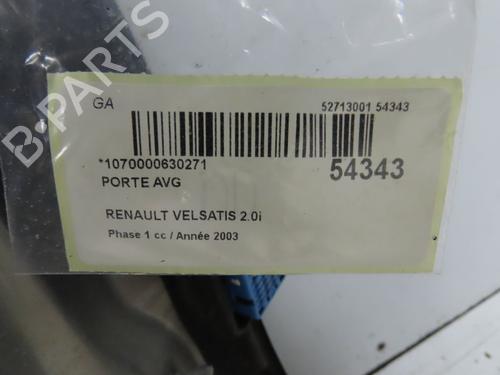 GA
52713001 54343
*1070000630271
54343
PORTE AVG
RENAULT VELSATIS 2.0i
Phase 1 cc / Année 2003
B-PARTS